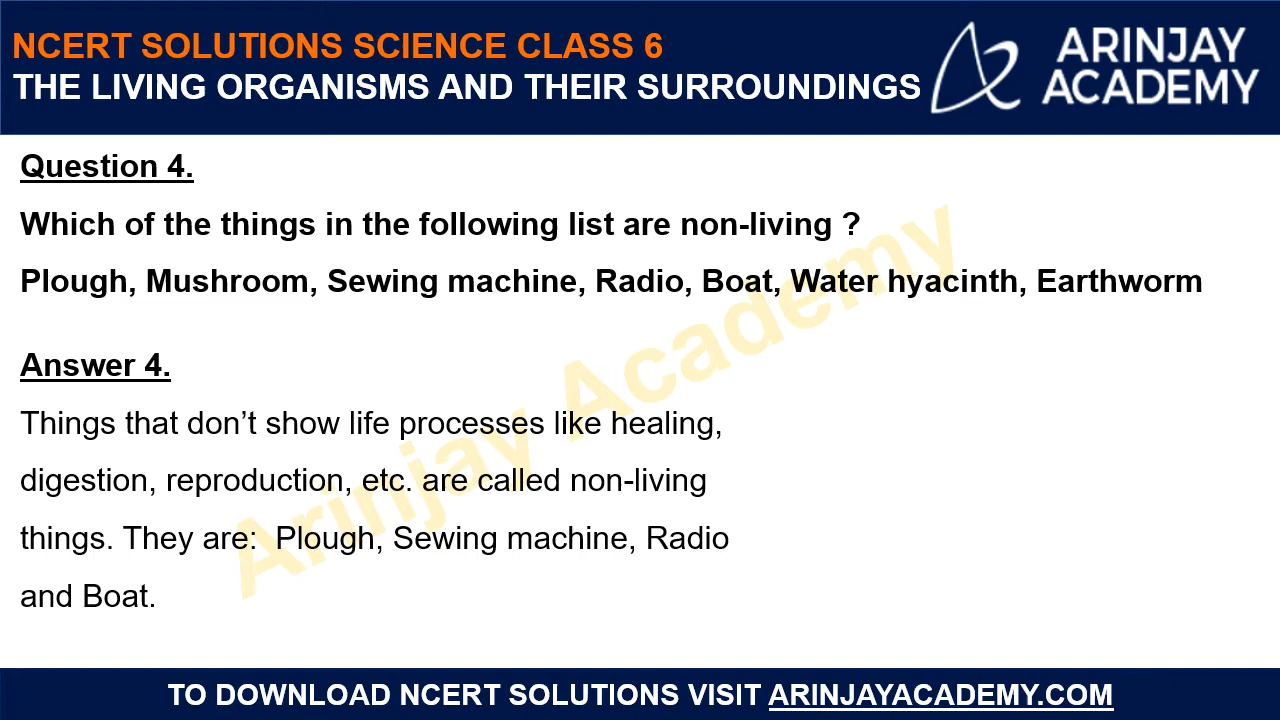 NCERT SOLUTIONS SCIENCE CLASS 6
THE LIVING ORGANISMS AND THEIR SURROUNDINGS
ARINJAY
ACADEMY
Question 4.
Which of the things in the following list are non-living ?
Plough, Mushroom, Sewing machine, Radio, Boat, Water hyacinth, Earthworm
Answer 4.
Things that don’t show life processes like healing,
digestion, reproduction, etc. are called non-living
things. They are:  Plough, Sewing machine, Radio
and Boat.
Arinjay Academy
TO DOWNLOAD NCERT SOLUTIONS VISIT ARINJAYACADEMY.COM